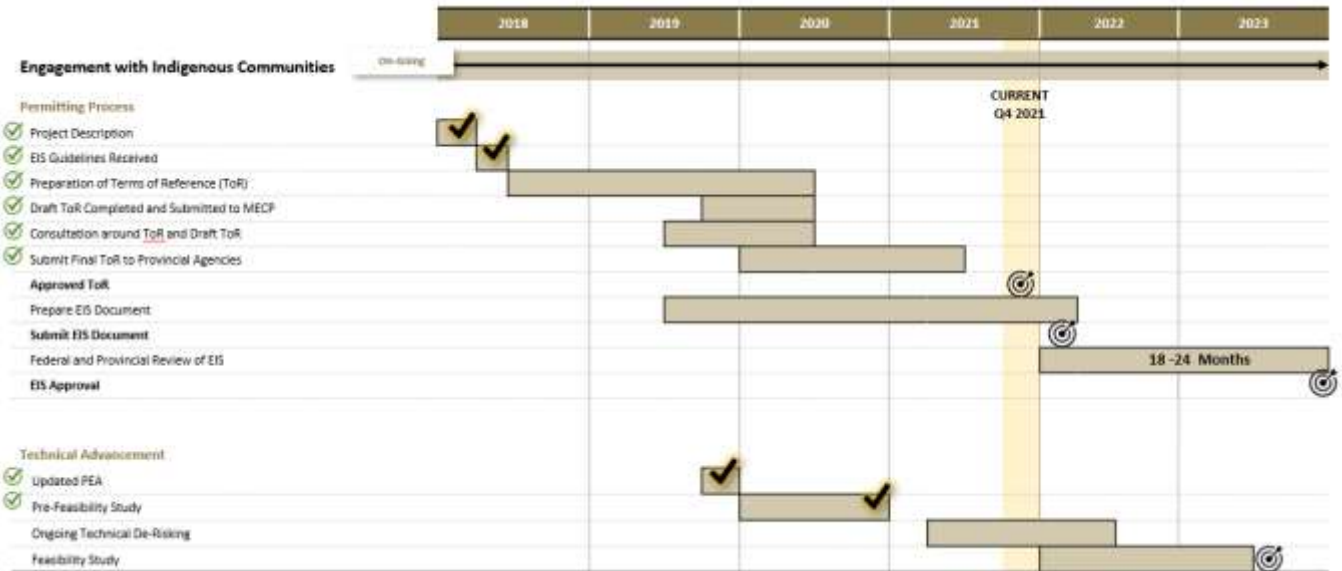 2018 2019 2020 2021 2022 2023
Engagement with Indigenous Communities
CURRENT
Q4 2021
Permitting Process
Project Description
EIS Guidelines Received
Preparation of Terms of Reference (ToR)
Draft ToR Completed and Submitted to MECP
Consultation around ToR and Draft ToR
Submit Final ToR to Provincial Agencies
Approved ToR
Prepare EIS Document
Submit EIS Document
Federal and Provincial Review of EIS 18 -24 Months
EIS Approval
Technical Advancement
Updated PEA
Pre-Feasibility Study
Ongoing Technical De-Risking
Feasibility Study